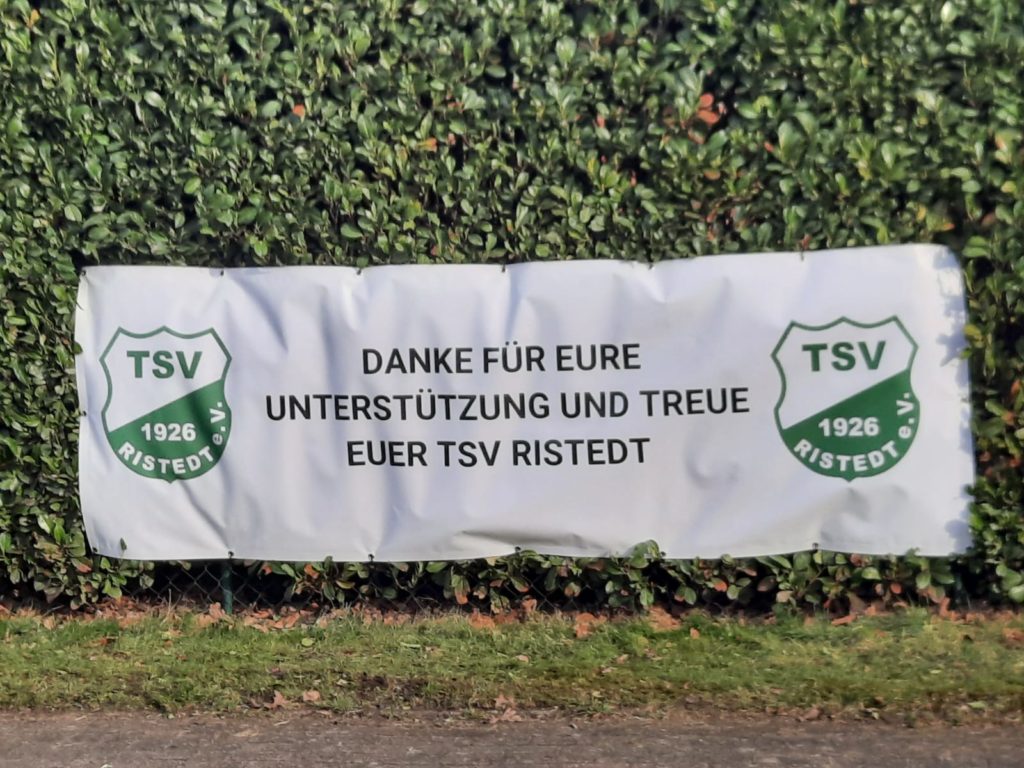 TSV
1926
RISTEDT e.V.
DANKE FÜR EURE
UNTERSTÜTZUNG UND TREUE
EUER TSV RISTEDT
TSV
1926
RISTEDT e.V.